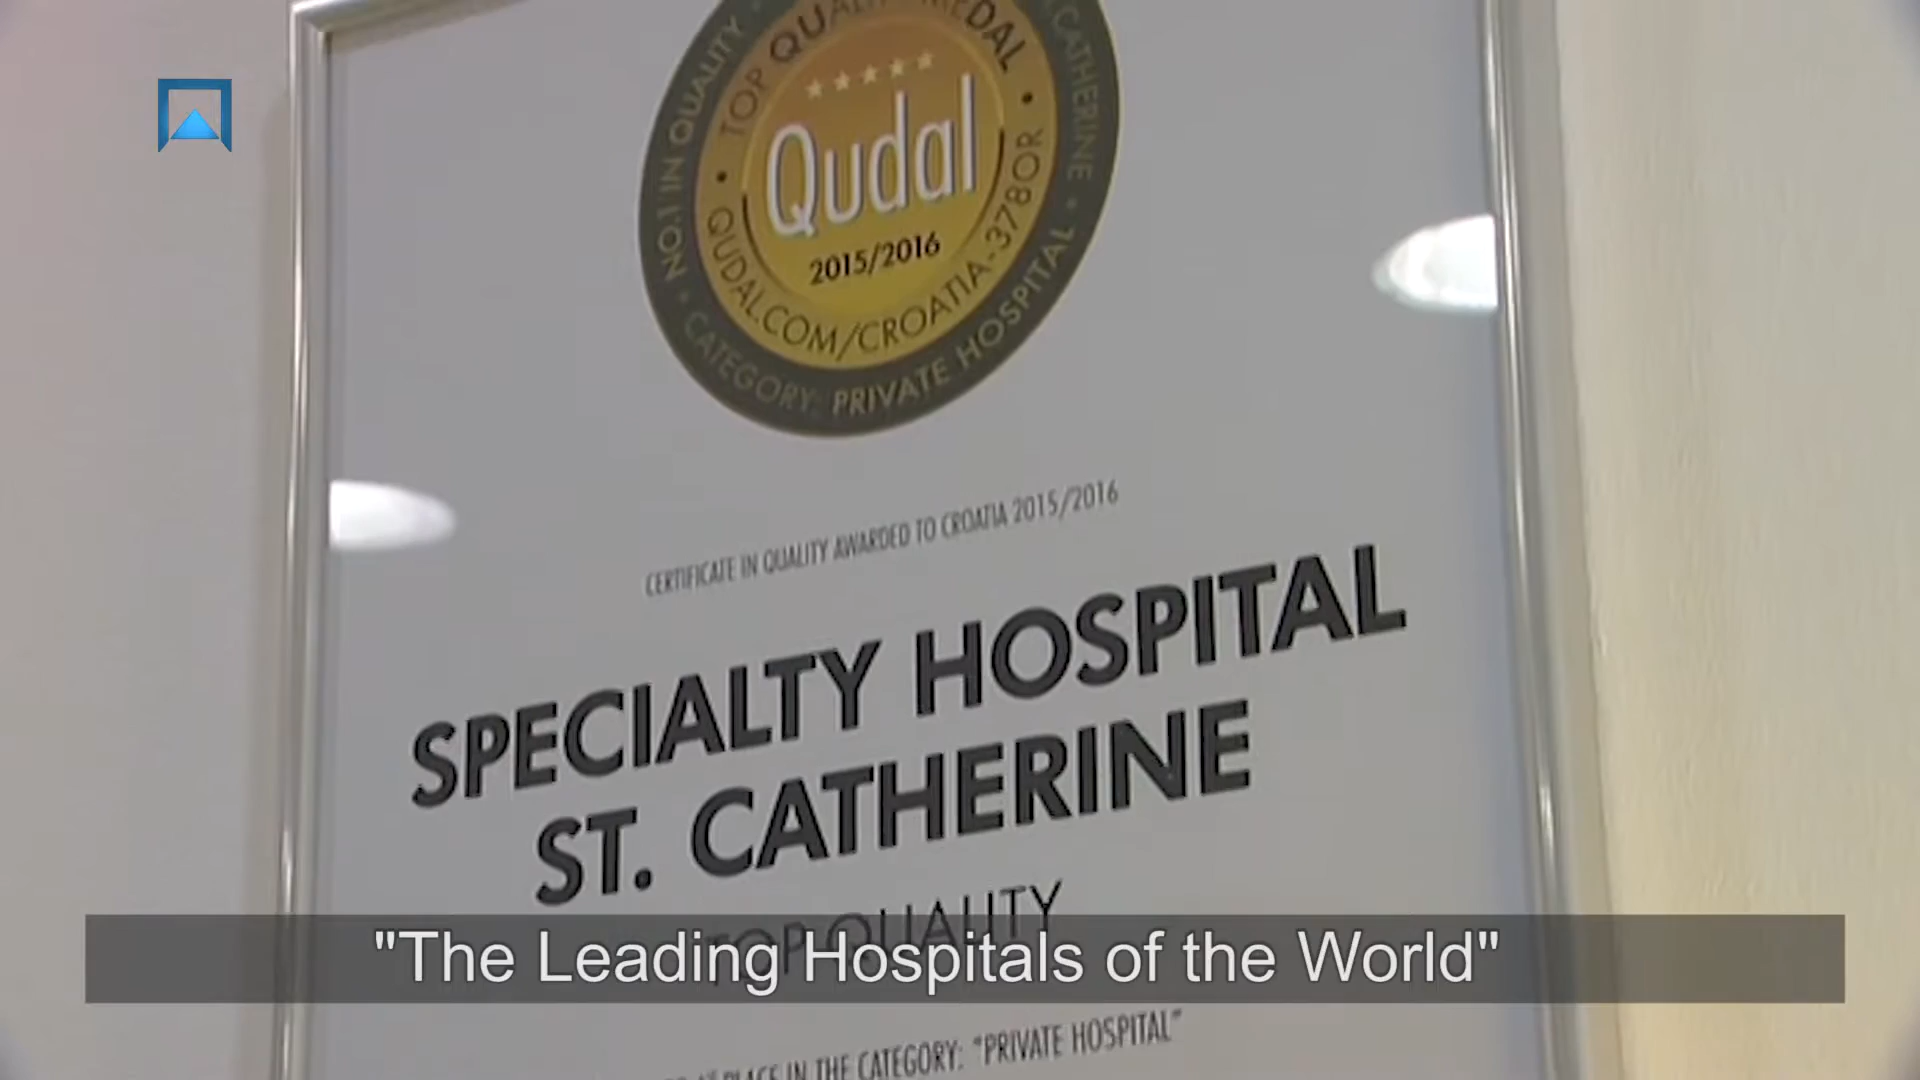 TOP QUALITY MEDAL
NO.1 IN QUALITY
CATHERINE
Qudal
2015/2016
QUDAL.COM/CROATIA-3780R
CATEGORY: PRIVATE HOSPITAL
CERTIFICATE IN QUALITY AWARDED TO CROATIA 2015/2016
SPECIALTY HOSPITAL
ST. CATHERINE
TOP QUALITY
"The Leading Hospitals of the World"
PLACE IN THE CATEGORY: "PRIVATE HOSPITAL"